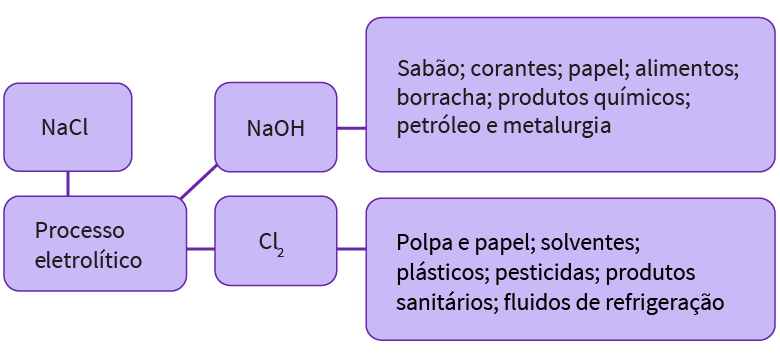 NaCl
Processo
eletrolítico
NaOH
Sabão; corantes; papel; alimentos;
borracha; produtos químicos;
petróleo e metalurgia
Cl₂
Polpa e papel; solventes;
plásticos; pesticidas; produtos
sanitários; fluidos de refrigeração